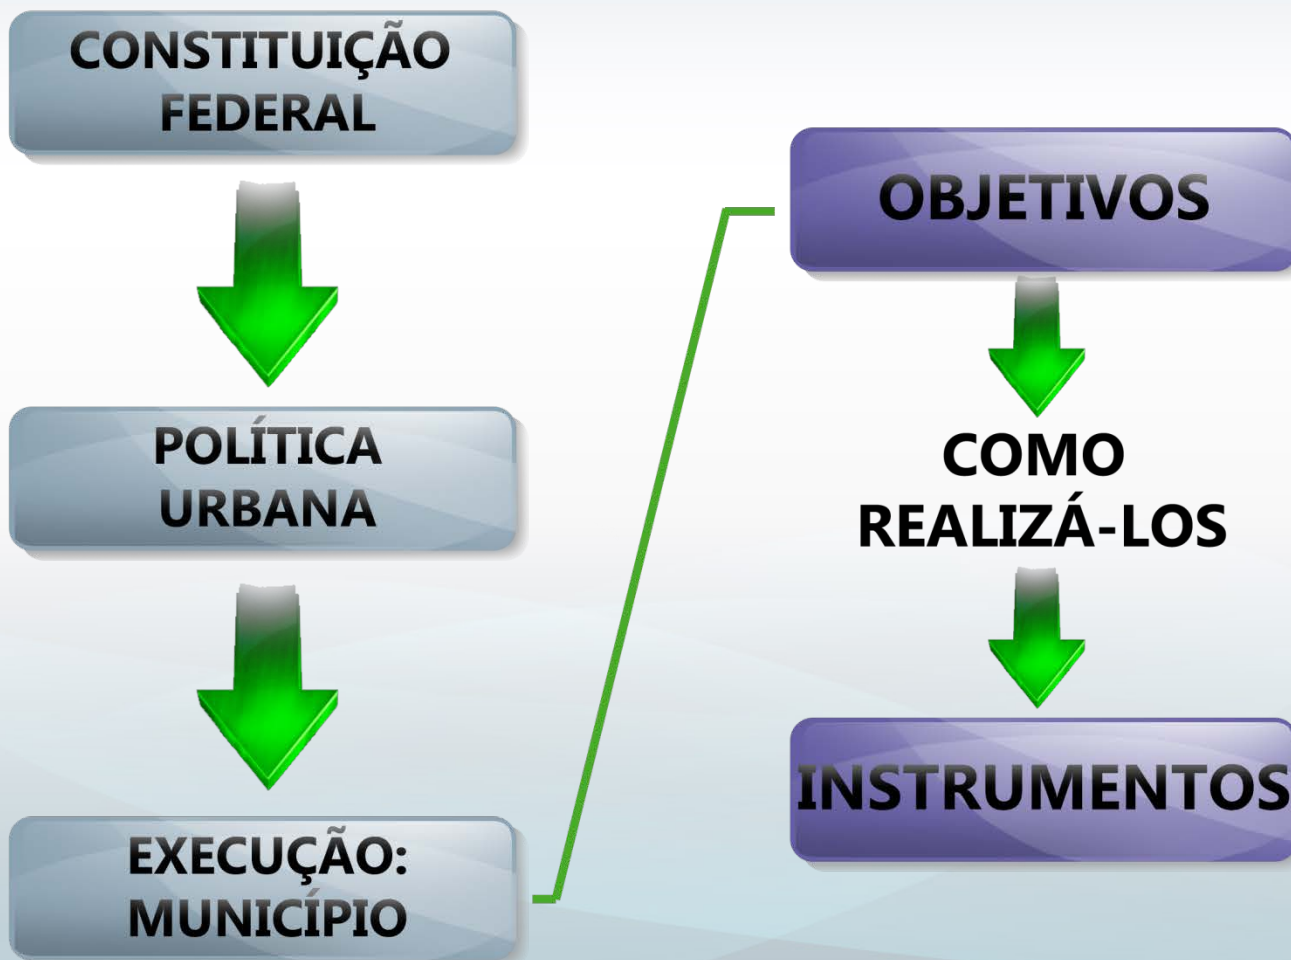 CONSTITUIÇÃO
FEDERAL
POLÍTICA
URBANA
EXECUÇÃO:
MUNICÍPIO
OBJETIVOS
COMO
REALIZÁ-LOS
INSTRUMENTOS